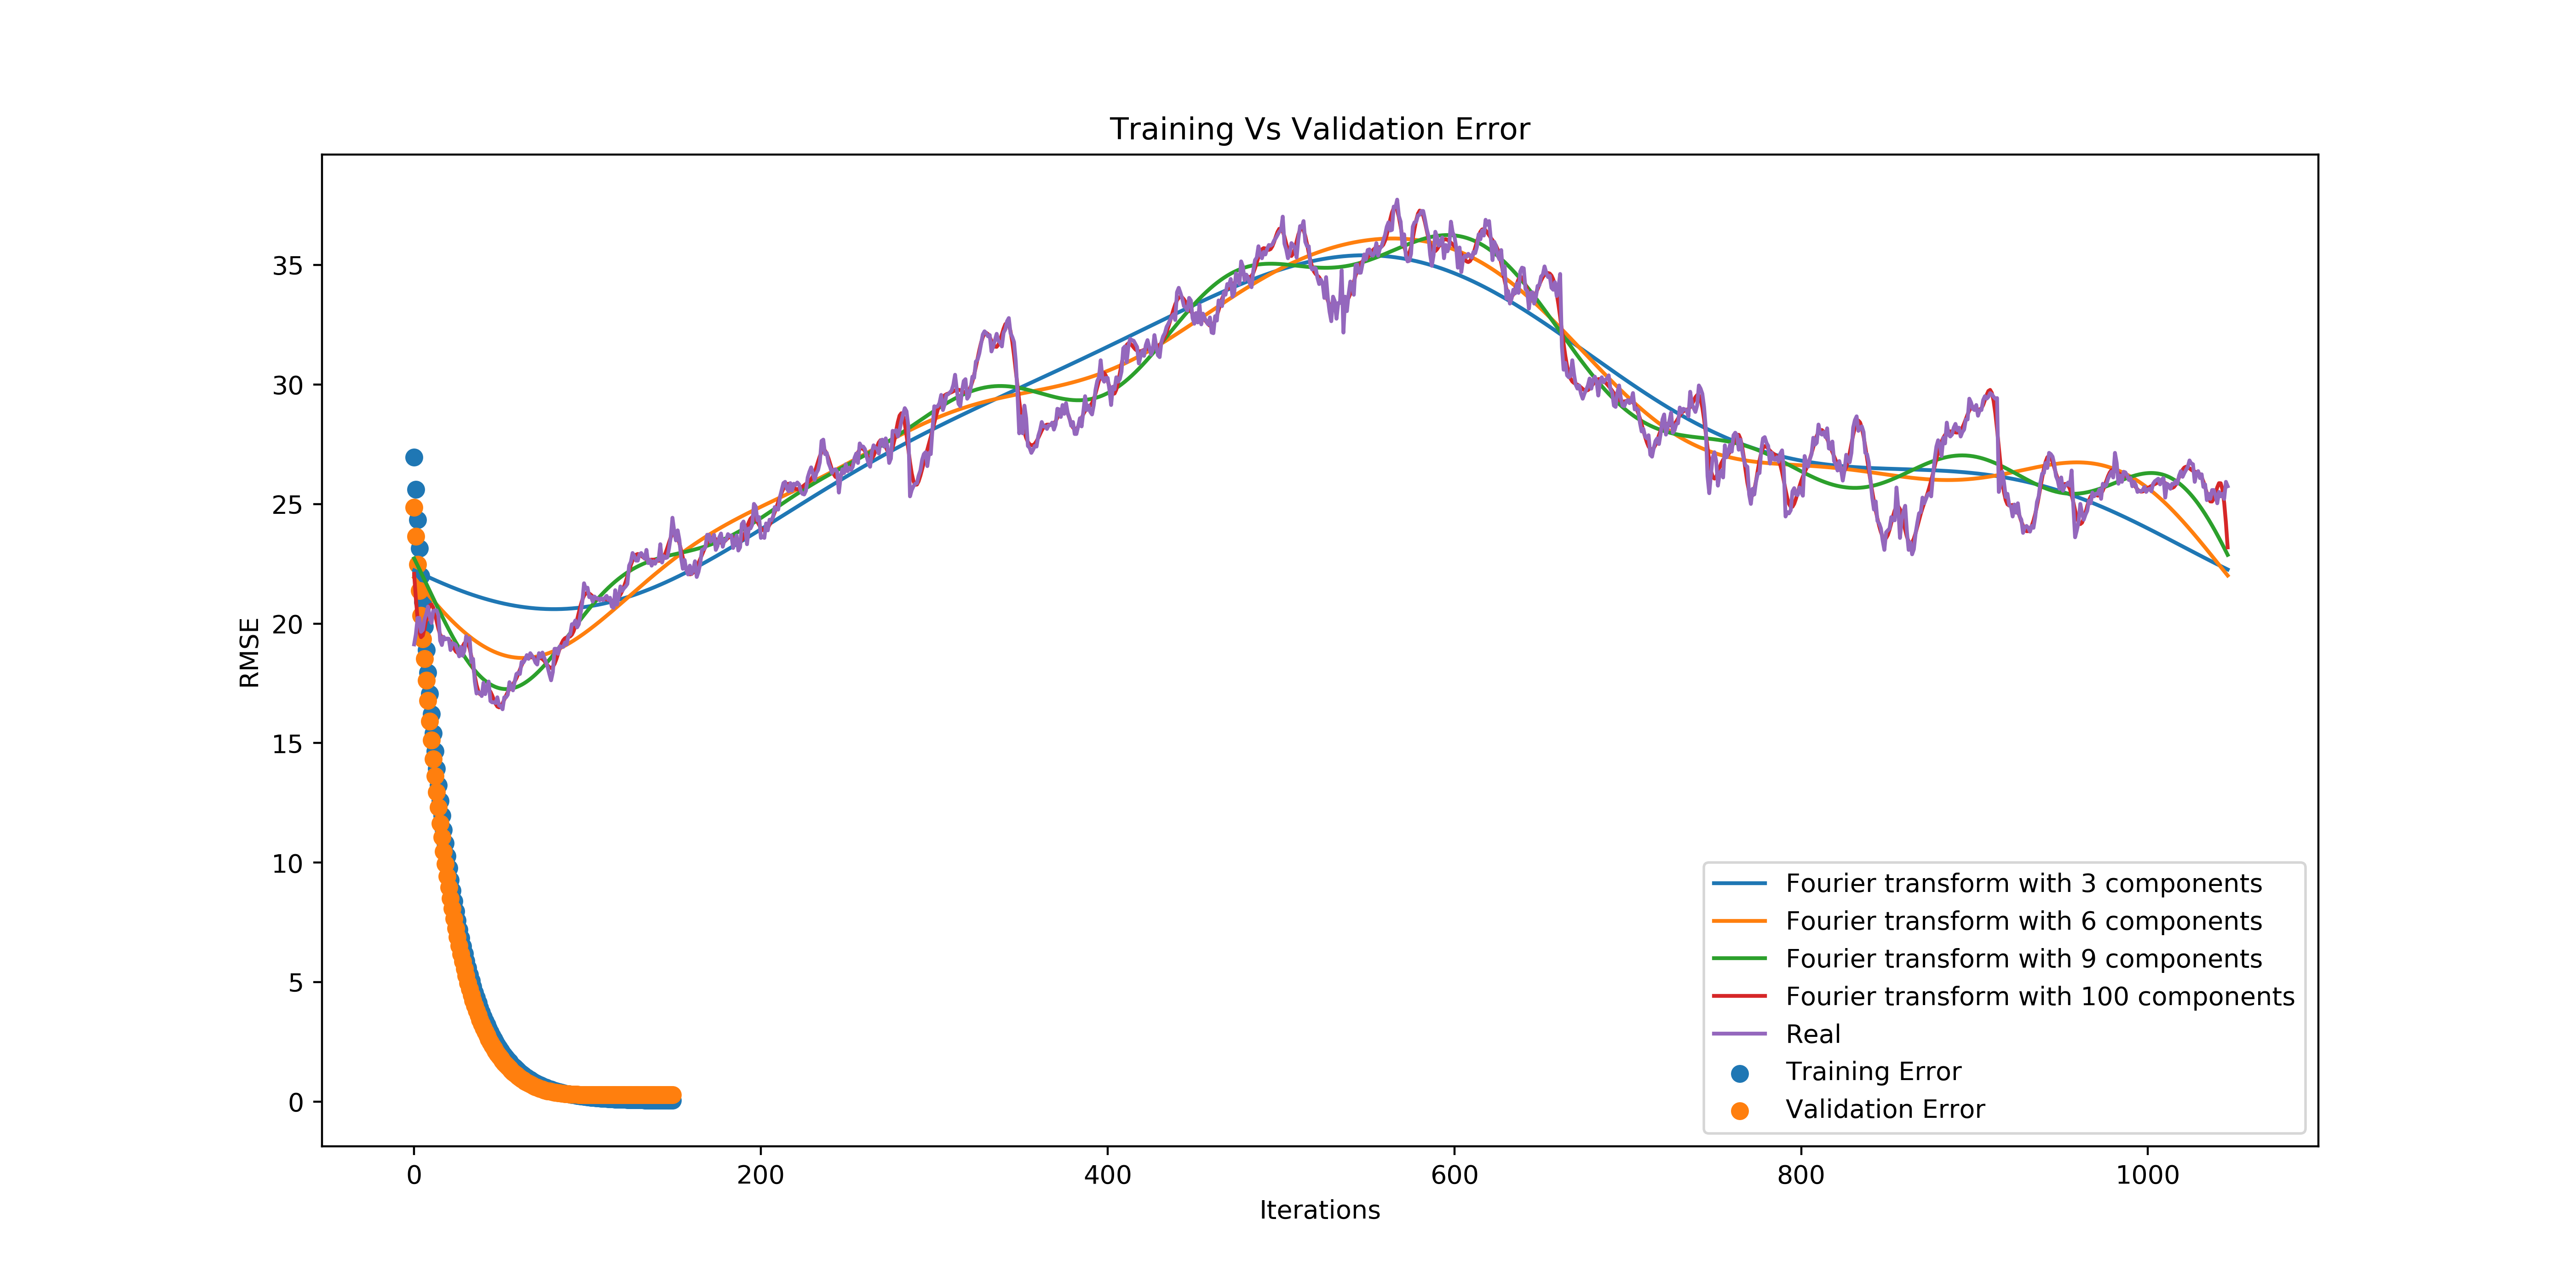 Training Vs Validation Error
RMSE
35
30
25
20
15
10
5
0
0 200 400 600 800 1000
Iterations
Fourier transform with 3 components
Fourier transform with 6 components
Fourier transform with 9 components
Fourier transform with 100 components
Real
Training Error
Validation Error